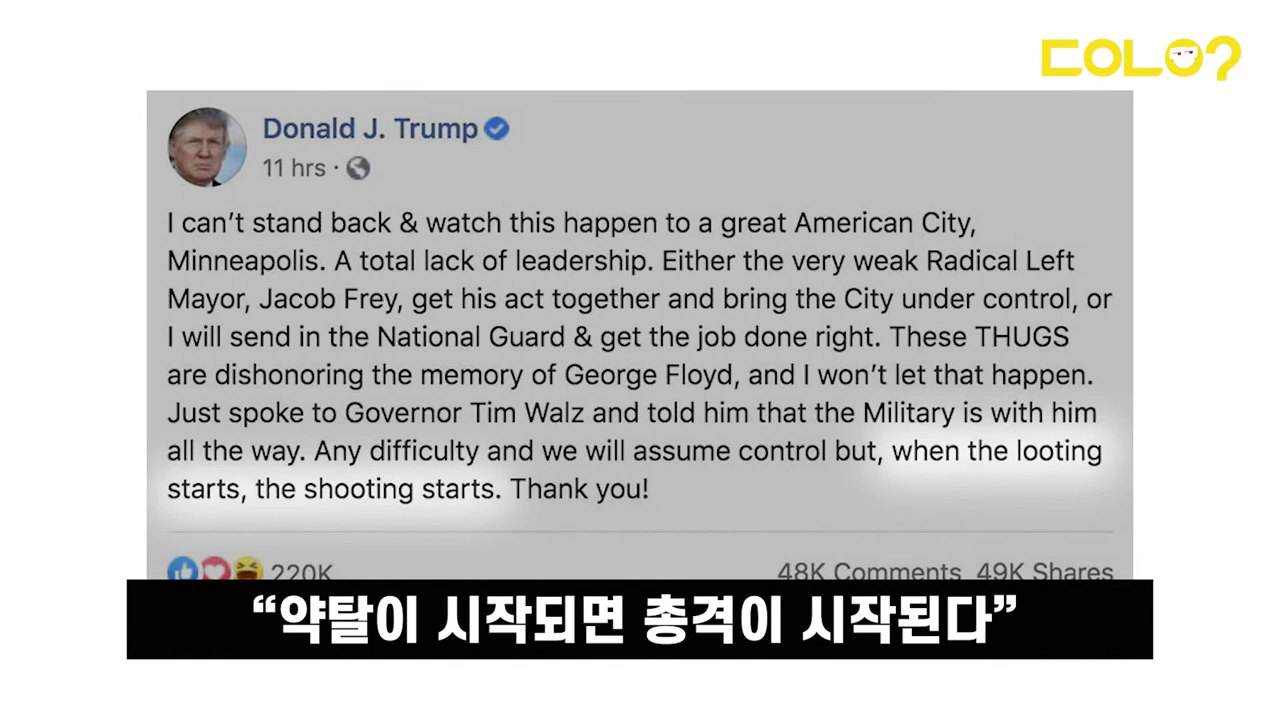 Donald J. Trump
11 hrs ·
I can't stand back & watch this happen to a great American City,
Minneapolis. A total lack of leadership. Either the very weak Radical Left
Mayor, Jacob Frey, get his act together and bring the City under control, or
I will send in the National Guard & get the job done right. These THUGS
are dishonoring the memory of George Floyd, and I won't let that happen.
Just spoke to Governor Tim Walz and told him that the Military is with him
all the way. Any difficulty and we will assume control but, when the looting
starts, the shooting starts. Thank you!
220K 48K Comments 49K Shares
“약탈이 시작되면 총격이 시작된다”